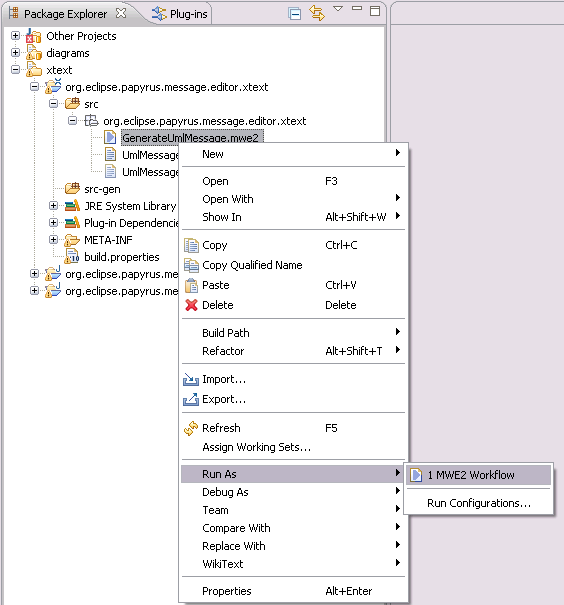 Package Explorer
Plug-ins
Other Projects
diagrams
xtext
org.eclipse.papyrus.message.editor.xtext
src
org.eclipse.papyrus.message.editor.xtext
GenerateUmlMessage.mwe2
UmlMessage
UmlMessage
src-gen
JRE System Library
Plug-in Dependencie
META-INF
build.properties
org.eclipse.papyrus.me
org.eclipse.papyrus.me
New
Open F3
Open With
Show In Alt+Shift+W
Copy Ctrl+C
Copy Qualified Name
Paste Ctrl+V
Delete Delete
Build Path
Refactor Alt+Shift+T
Import...
Export...
Refresh F5
Assign Working Sets...
Run As
Debug As
Team
Compare With
Replace With
WikiText
Properties Alt+Enter
1 MWE2 Workflow
Run Configurations...